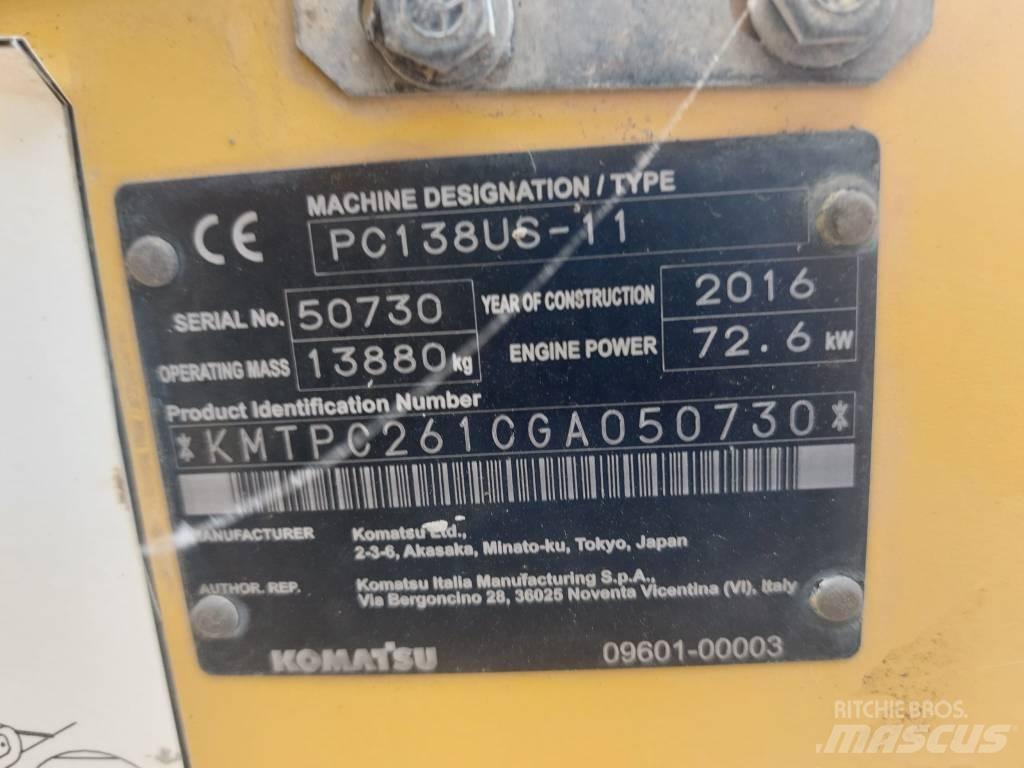 CE
MACHINE DESIGNATION / TYPE
PC138US-11
SERIAL No. 50730 YEAR OF CONSTRUCTION 2016
OPERATING MASS 13880 kg ENGINE POWER 72.6 kW
Product Identification Number
*KMTPC261CGA050730*
MANUFACTURER Komatsu Ltd.,
2-3-6, Akasaka, Minato-ku, Tokyo, Japan
AUTHOR. REP. Komatsu Italia Manufacturing S.p.A.,
Via Bergoncino 28, 36025 Noventa Vicentina (VI), Italy
KOMATSU 09601-00003
RITCHIE BROS.
mascus